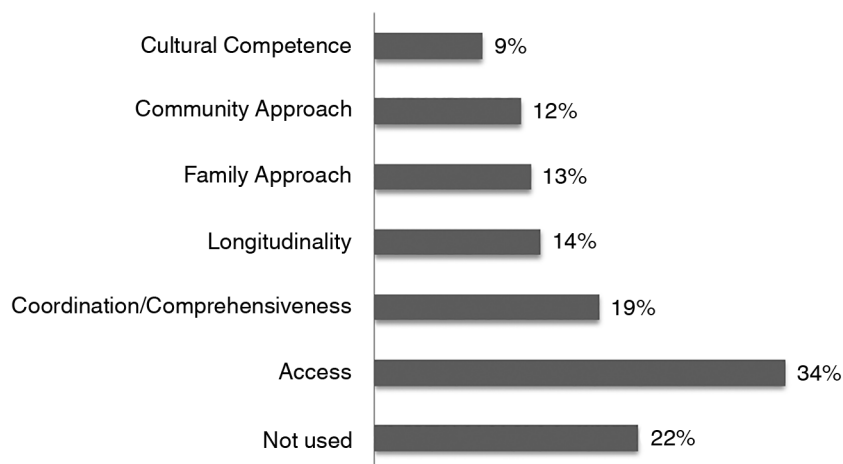 Cultural Competence 9%
Community Approach 12%
Family Approach 13%
Longitudinality 14%
Coordination/Comprehensiveness 19%
Access 34%
Not used 22%